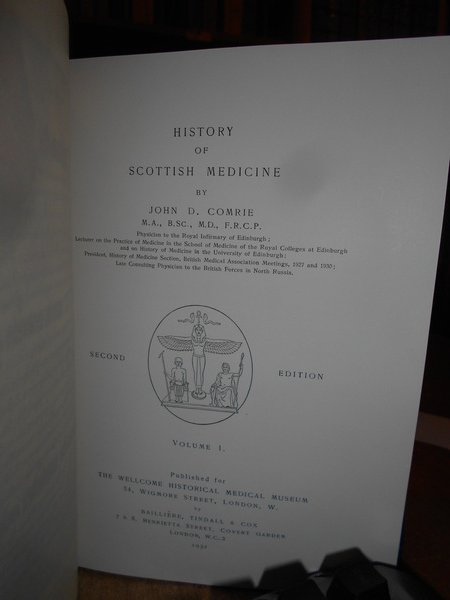 HISTORY
OF
SCOTTISH MEDICINE
BY
JOHN D. COMRIE
M.A., B.SC., M.D., F.R.C.P.
Physician to the Royal Infirmary of Edinburgh;
Lecturer on the Practice of Medicine in the School of Medicine of the Royal Colleges at Edinburgh
and on History of Medicine in the University of Edinburgh;
President, History of Medicine Section, British Medical Association Meetings, 1927 and 1930;
Late Consulting Physician to the British Forces in North Russia.
SECOND EDITION
VOLUME I.
Published for
THE WELLCOME HISTORICAL MEDICAL MUSEUM
54, WIGMORE STREET, LONDON, W.
by
BAILLIÈRE, TINDALL & COX
7 & 8, HENRIETTA STREET, COVENT GARDEN
LONDON, W.C.2